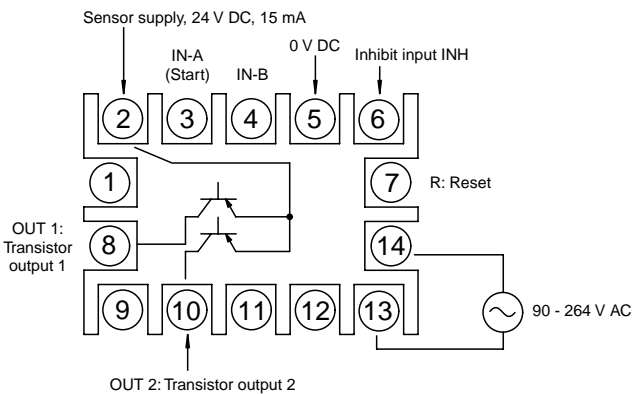 Sensor supply, 24 V DC, 15 mA
IN-A
(Start)
IN-B
0 V DC
Inhibit input INH
2
3
4
5
6
1
7
R: Reset
OUT 1:
Transistor
output 1
8
14
9
10
11
12
13
90 - 264 V AC
OUT 2: Transistor output 2